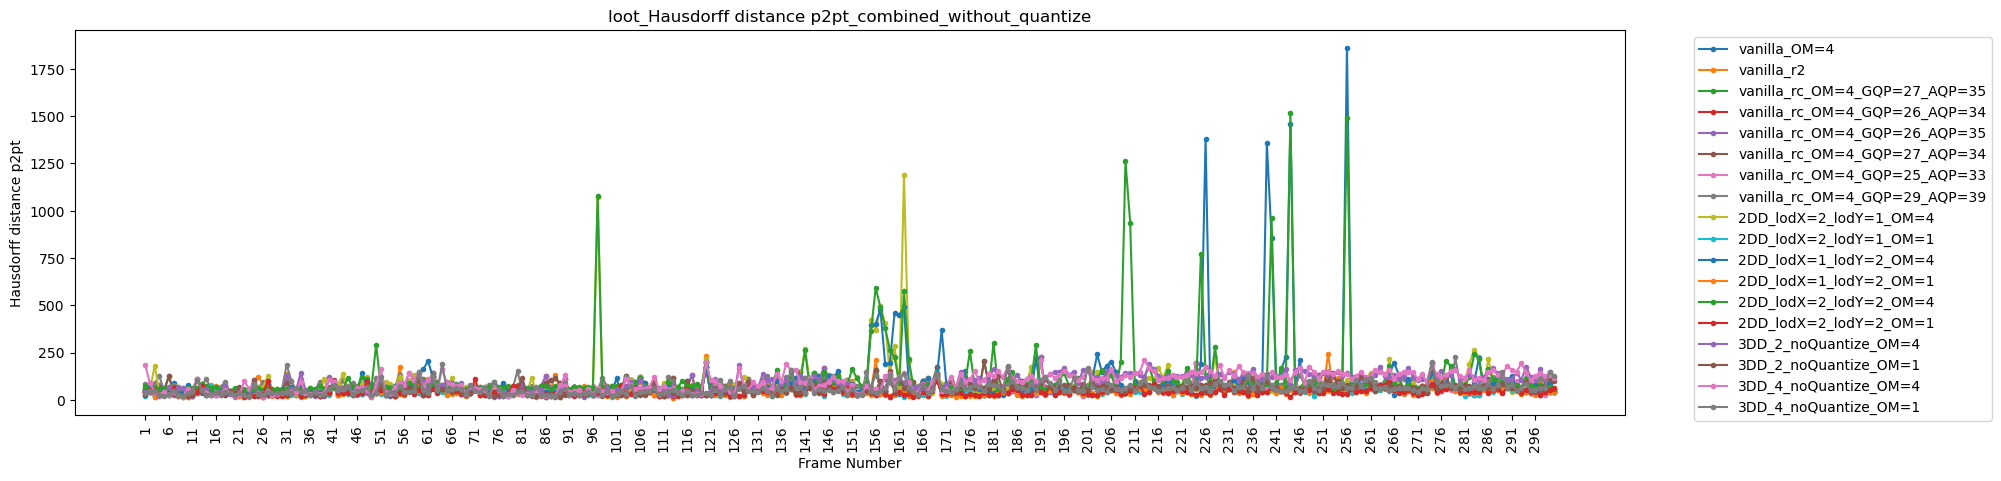 loot_Hausdorff distance p2pt_combined_without_quantize
Hausdorff distance p2pt
1750
1500
1250
1000
750
500
250
0
1 6 11 16 21 26 31 36 41 46 51 56 61 66 71 76 81 86 91 96 101 106 111 116 121 126 131 136 141 146 151 156 161 166 171 176 181 186 191 196 201 206 211 216 221 226 231 236 241 246 251 256 261 266 271 276 281 286 291 296
Frame Number
vanilla_OM=4
vanilla_r2
vanilla_rc_OM=4_GQP=27_AQP=35
vanilla_rc_OM=4_GQP=26_AQP=34
vanilla_rc_OM=4_GQP=26_AQP=35
vanilla_rc_OM=4_GQP=27_AQP=34
vanilla_rc_OM=4_GQP=25_AQP=33
vanilla_rc_OM=4_GQP=29_AQP=39
2DD_lodX=2_lodY=1_OM=4
2DD_lodX=2_lodY=1_OM=1
2DD_lodX=1_lodY=2_OM=4
2DD_lodX=1_lodY=2_OM=1
2DD_lodX=2_lodY=2_OM=4
2DD_lodX=2_lodY=2_OM=1
3DD_2_noQuantize_OM=4
3DD_2_noQuantize_OM=1
3DD_4_noQuantize_OM=4
3DD_4_noQuantize_OM=1